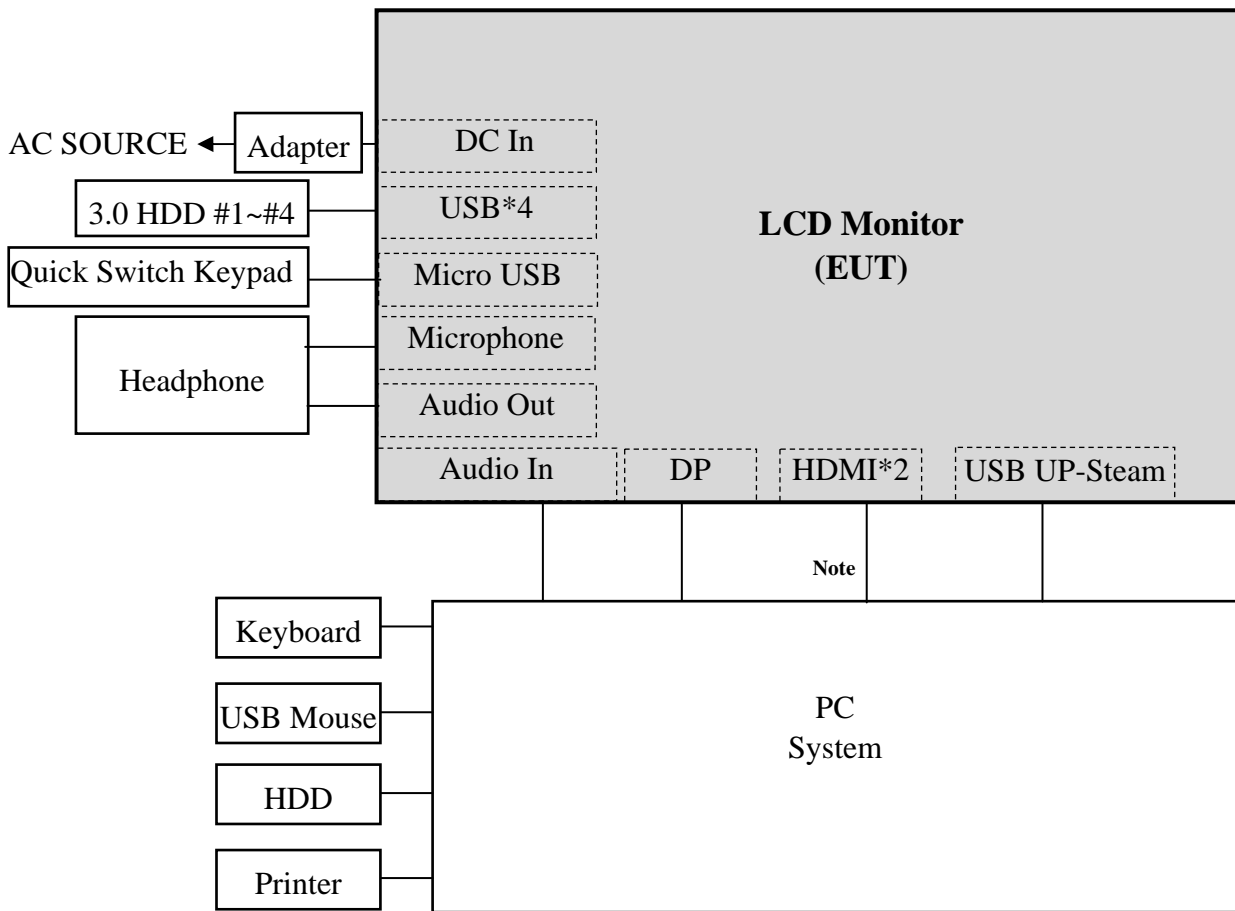 AC SOURCE
Adapter
DC In
3.0 HDD #1~#4
USB*4
LCD Monitor
(EUT)
Quick Switch Keypad
Micro USB
Headphone
Microphone
Audio Out
Audio In
DP
HDMI*2
USB UP-Steam
Note
Keyboard
USB Mouse
HDD
Printer
PC
System